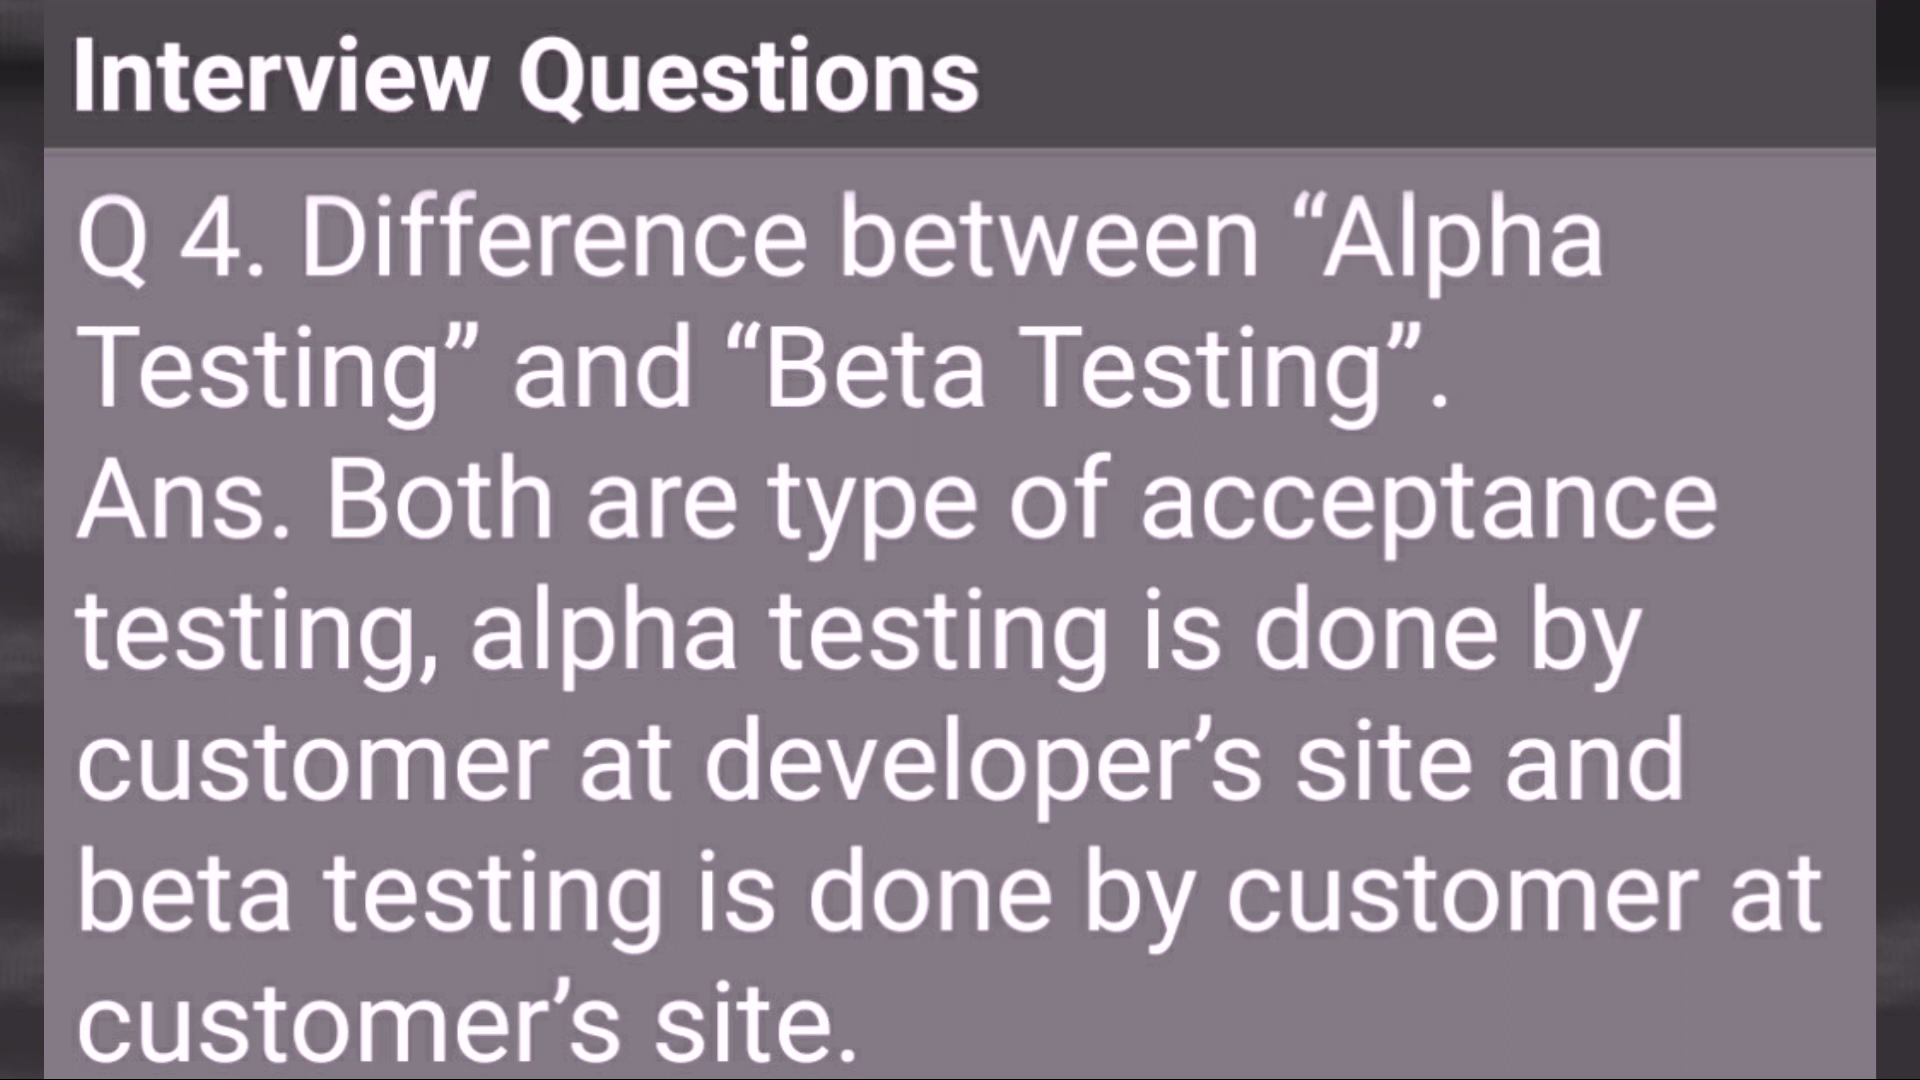 Interview Questions
Q 4. Difference between “Alpha
Testing” and “Beta Testing”.
Ans. Both are type of acceptance
testing, alpha testing is done by
customer at developer’s site and
beta testing is done by customer at
customer’s site.